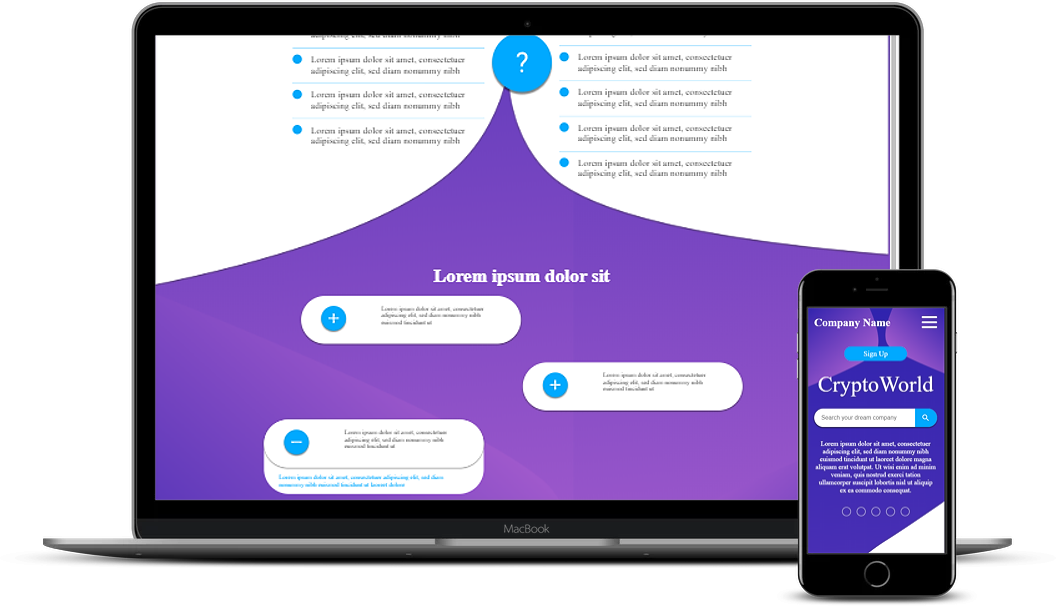 Lorem ipsum dolor sit amet, consectetuer
adipiscing elit, sed diam nonummy nibh
Lorem ipsum dolor sit amet, consectetuer
adipiscing elit, sed diam nonummy nibh
Lorem ipsum dolor sit amet, consectetuer
adipiscing elit, sed diam nonummy nibh
?
Lorem ipsum dolor sit amet, consectetuer
adipiscing elit, sed diam nonummy nibh
Lorem ipsum dolor sit amet, consectetuer
adipiscing elit, sed diam nonummy nibh
Lorem ipsum dolor sit amet, consectetuer
adipiscing elit, sed diam nonummy nibh
Lorem ipsum dolor sit amet, consectetuer
adipiscing elit, sed diam nonummy nibh
Lorem ipsum dolor sit
Lorem ipsum dolor sit amet, consectetuer
adipiscing elit, sed diam nonummy nibh
euismod tincidunt ut
Lorem ipsum dolor sit amet, consectetuer
adipiscing elit, sed diam nonummy nibh
euismod tincidunt ut
Lorem ipsum dolor sit amet, consectetuer
adipiscing elit, sed diam nonummy nibh
euismod tincidunt ut
Lorem ipsum dolor sit amet, consectetuer adipiscing elit, sed diam
nonummy nibh euismod tincidunt ut laoreet dolore
MacBook
Company Name
Sign Up
CryptoWorld
Search your dream company
Lorem ipsum dolor sit amet, consectetuer
adipiscing elit, sed diam nonummy nibh
euismod tincidunt ut laoreet dolore magna
aliquam erat volutpat. Ut wisi enim ad minim
veniam, quis nostrud exerci tation
ullamcorper suscipit lobortis nisl ut aliquip
ex ea commodo consequat.